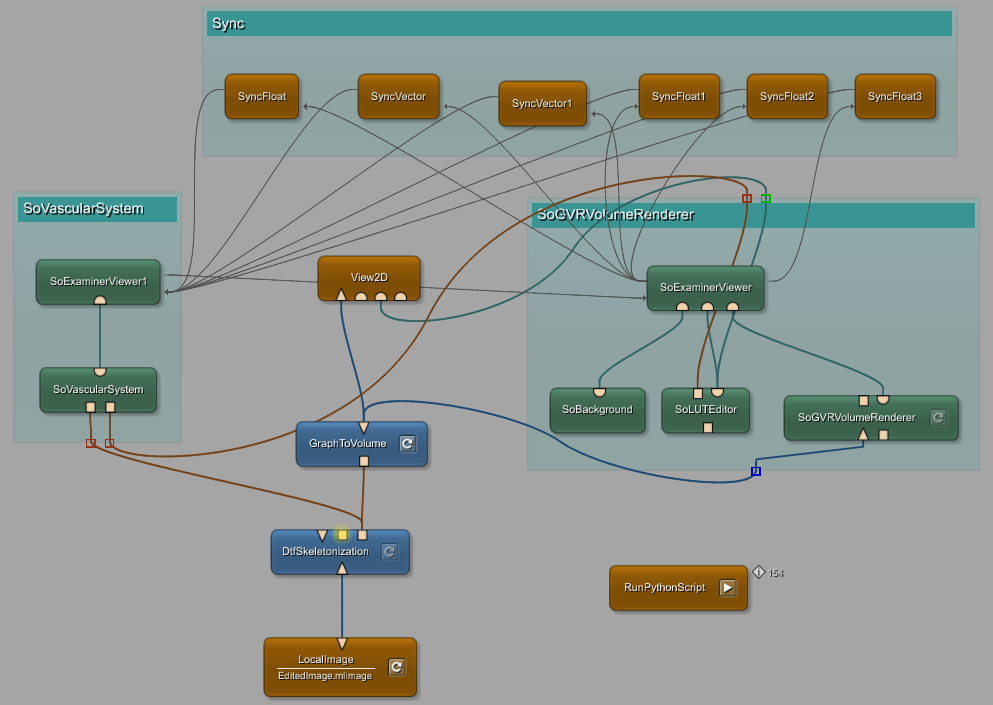 Sync
SyncFloat
SyncVector
SyncVector1
SyncFloat1
SyncFloat2
SyncFloat3
SoVascularSystem
SoGVRVolumeRenderer
SoExaminerViewer1
View2D
SoExaminerViewer
SoVascularSystem
SoBackground
SoLUTEditor
SoGVRVolumeRenderer
GraphToVolume
DtfSkeletonization
RunPythonScript
154
LocalImage
EditedImage.mlimage